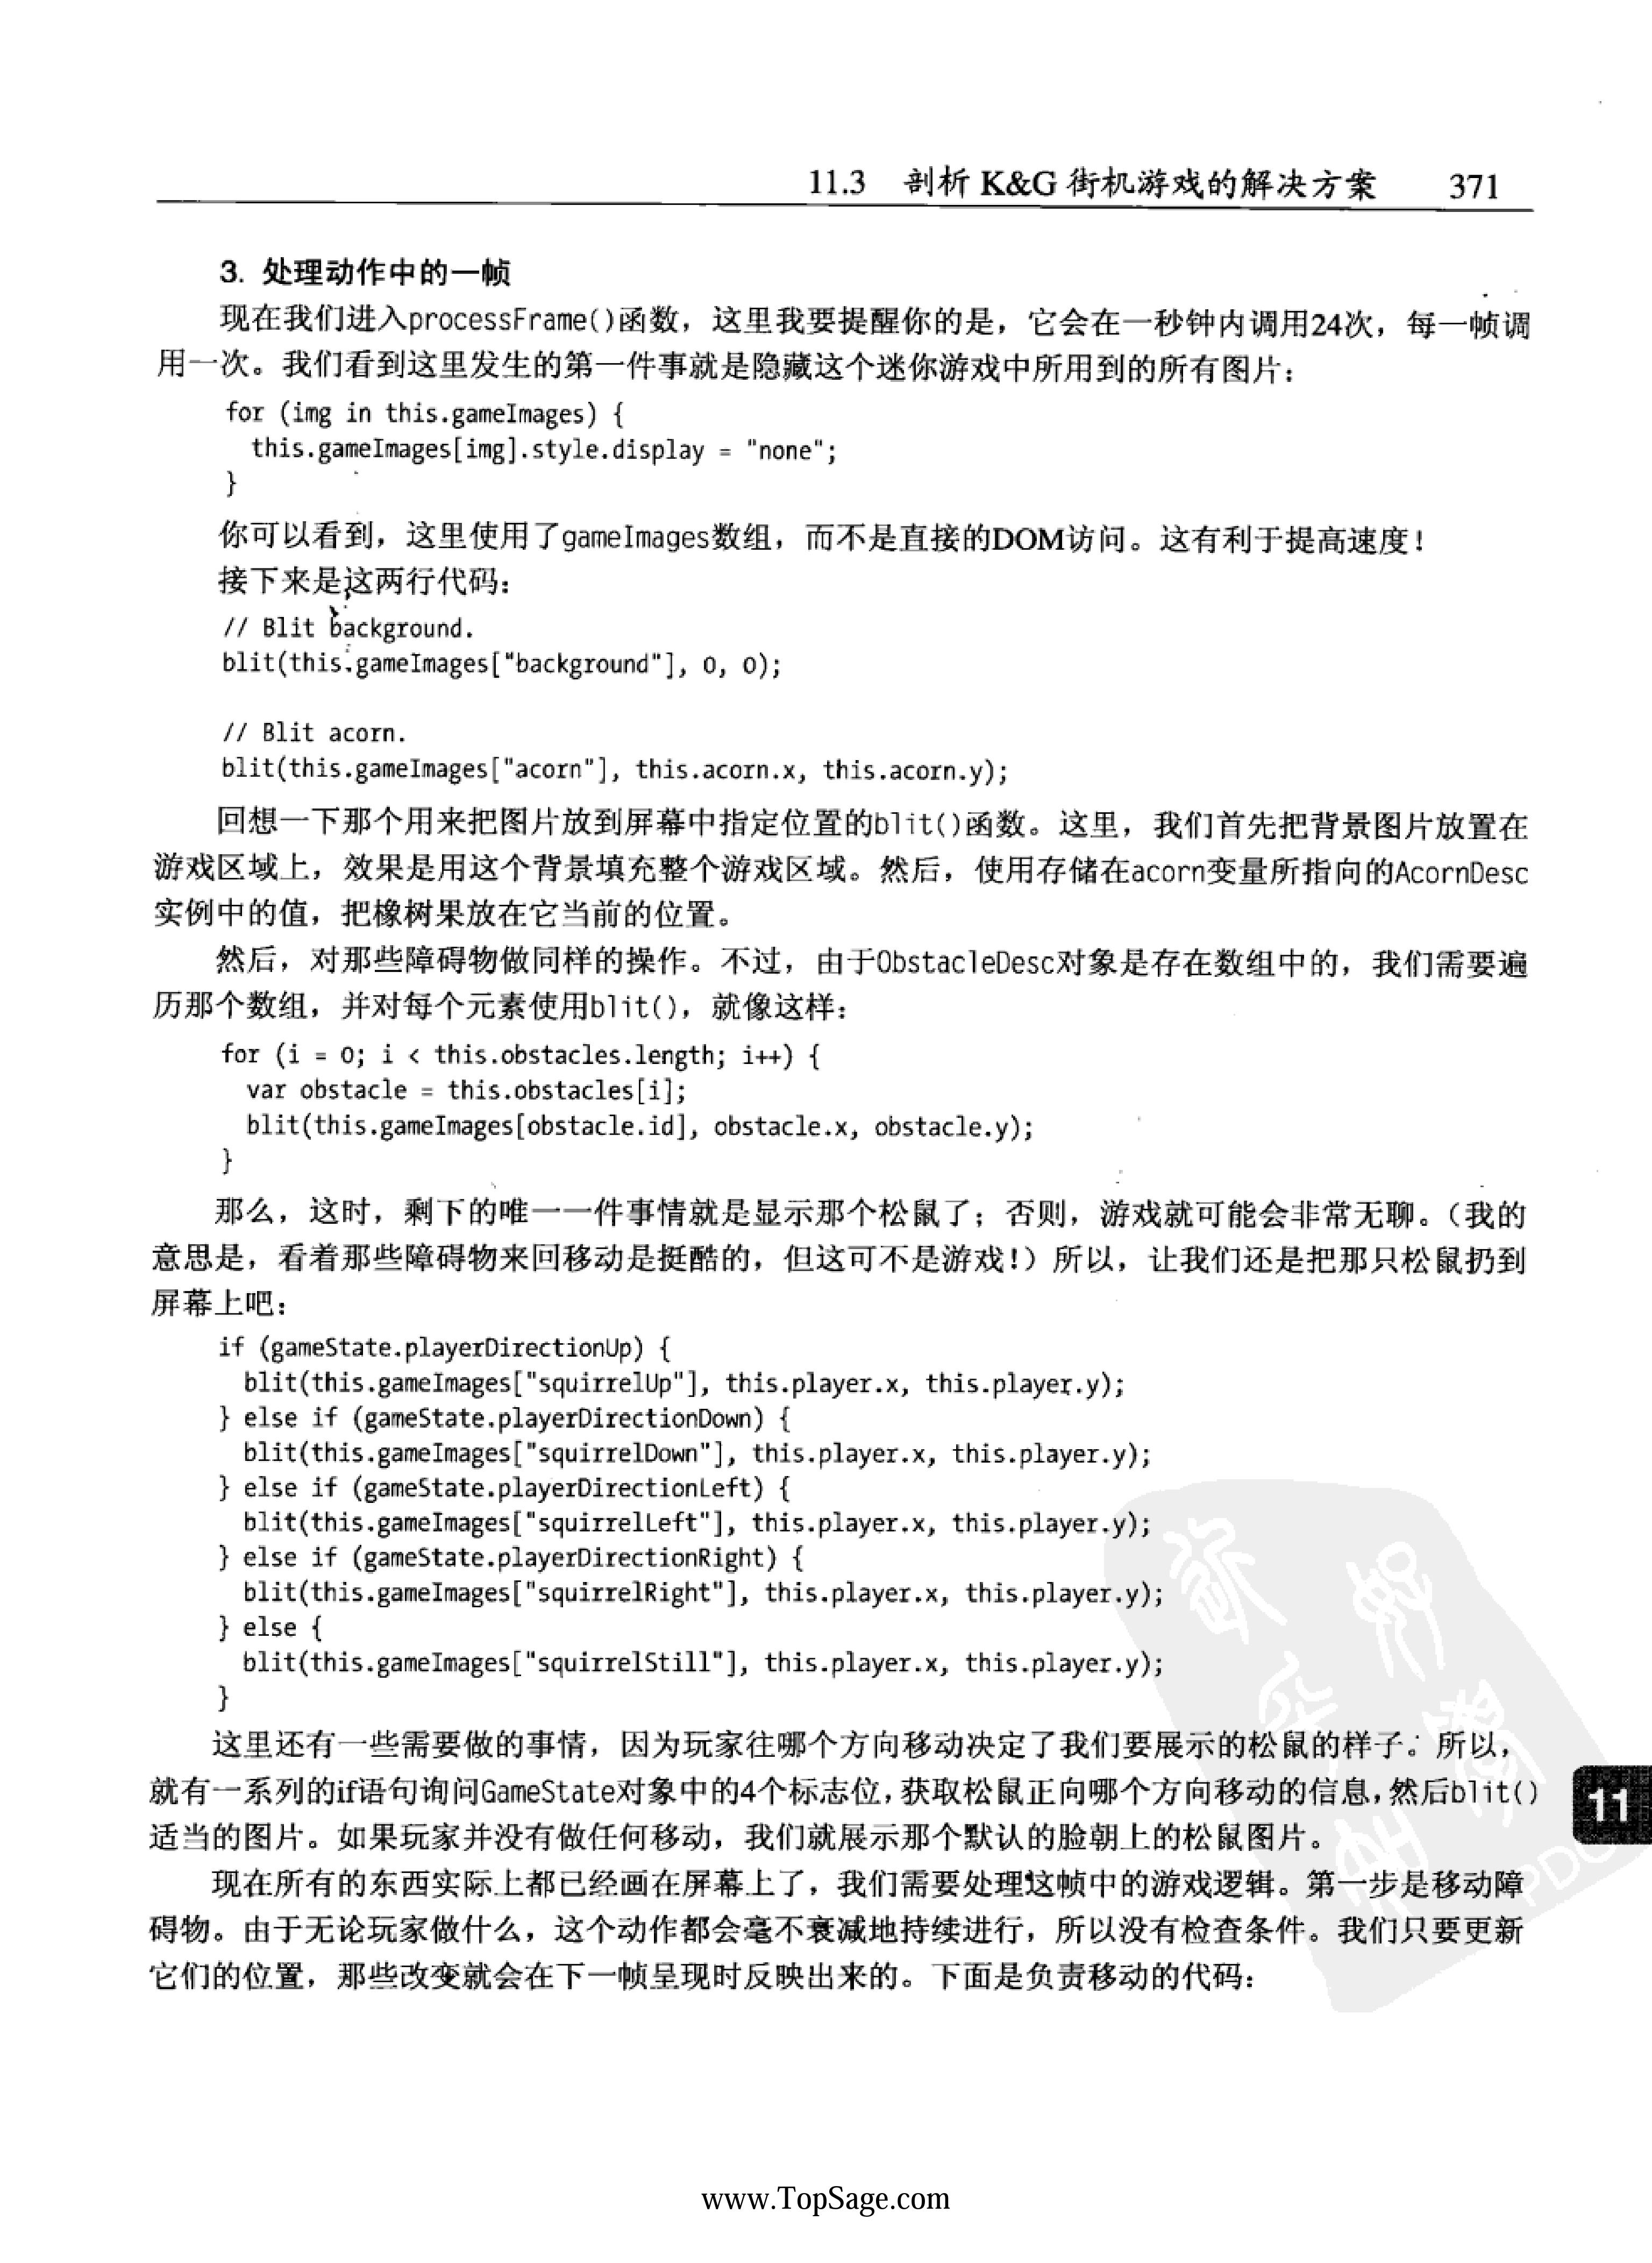 11.3 剖析 K&G 街机游戏的解决方案 371
3. 处理动作中的一帧
现在我们进入processFrame()函数，这里我要提醒你的是，它会在一秒钟内调用24次，每一帧调
用一次。我们看到这里发生的第一件事就是隐藏这个迷你游戏中所用到的所有图片：
for (img in this.gameImages) {
this.gameImages[img].style.display = "none";
}
你可以看到，这里使用了gameImages数组，而不是直接的DOM访问。这有利于提高速度！
接下来是这两行代码：
// Blit background.
blit(this.gameImages["background"], 0, 0);
// Blit acorn.
blit(this.gameImages["acorn"], this.acorn.x, this.acorn.y);
回想一下那个用来把图片放到屏幕中指定位置的blit()函数。这里，我们首先把背景图片放置在
游戏区域上，效果是用这个背景填充整个游戏区域。然后，使用存储在acorn变量所指向的AcornDesc
实例中的值，把橡树果放在它当前的位置。
然后，对那些障碍物做同样的操作。不过，由于ObstacleDesc对象是存在数组中的，我们需要遍
历那个数组，并对每个元素使用blit()，就像这样：
for (i = 0; i < this.obstacles.length; i++) {
var obstacle = this.obstacles[i];
blit(this.gameImages[obstacle.id], obstacle.x, obstacle.y);
}
那么，这时，剩下的唯一一件事情就是显示那个松鼠了；否则，游戏就可能会非常无聊。（我的
意思是，看着那些障碍物来回移动是挺酷的，但这可不是游戏！）所以，让我们还是把那只松鼠扔到
屏幕上吧：
if (gameState.playerDirectionUp) {
blit(this.gameImages["squirrelUp"], this.player.x, this.player.y);
} else if (gameState.playerDirectionDown) {
blit(this.gameImages["squirrelDown"], this.player.x, this.player.y);
} else if (gameState.playerDirectionLeft) {
blit(this.gameImages["squirrelLeft"], this.player.x, this.player.y);
} else if (gameState.playerDirectionRight) {
blit(this.gameImages["squirrelRight"], this.player.x, this.player.y);
} else {
blit(this.gameImages["squirrelStill"], this.player.x, this.player.y);
}
这里还有一些需要做的事情，因为玩家往哪个方向移动决定了我们要展示的松鼠的样子。所以，
就有一系列的if语句询问GameState对象中的4个标志位，获取松鼠正向哪个方向移动的信息，然后blit()
适当的图片。如果玩家并没有做任何移动，我们就展示那个默认的脸朝上的松鼠图片。
11
现在所有的东西实际上都已经画在屏幕上了，我们需要处理这帧中的游戏逻辑。第一步是移动障
碍物。由于无论玩家做什么，这个动作都会毫不衰减地持续进行，所以没有检查条件。我们只要更新
它们的位置，那些改变就会在下一帧呈现时反映出来的。下面是负责移动的代码：
www.TopSage.com